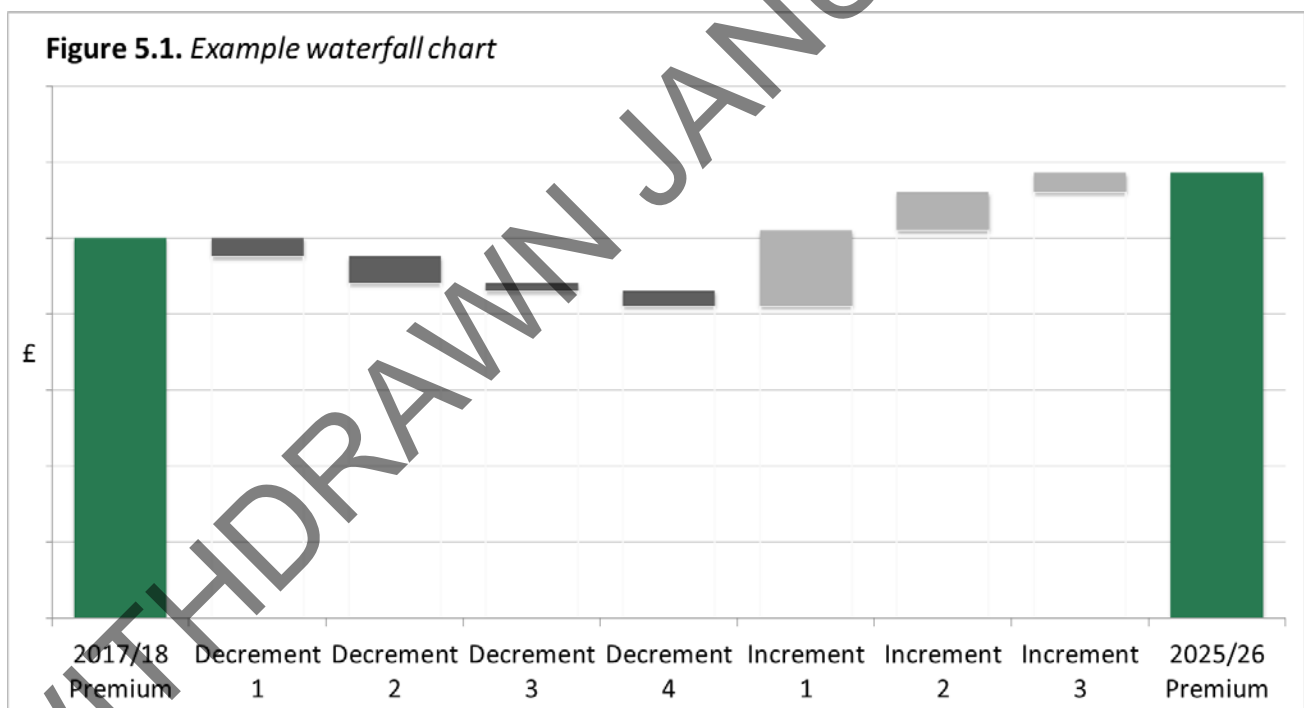 Figure 5.1. Example waterfall chart
£
2017/18 Decrement Decrement Decrement Decrement Increment Increment Increment 2025/26
Premium 1 2 3 4 1 2 3 Premium
WITHDRAWN